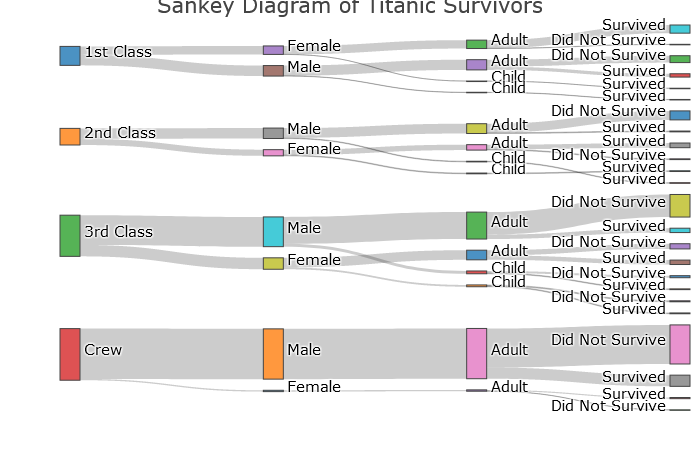 Sankey Diagram of Titanic Survivors
1st Class
Female
Male
Adult
Adult
Child
Child
Survived
Did Not Survive
Did Not Survive
Survived
Survived
Survived
2nd Class
Male
Female
Adult
Adult
Child
Child
Did Not Survive
Survived
Survived
Did Not Survive
Survived
Survived
3rd Class
Male
Female
Adult
Adult
Child
Child
Did Not Survive
Survived
Did Not Survive
Survived
Did Not Survive
Survived
Did Not Survive
Survived
Crew
Male
Female
Adult
Adult
Did Not Survive
Survived
Survived
Did Not Survive